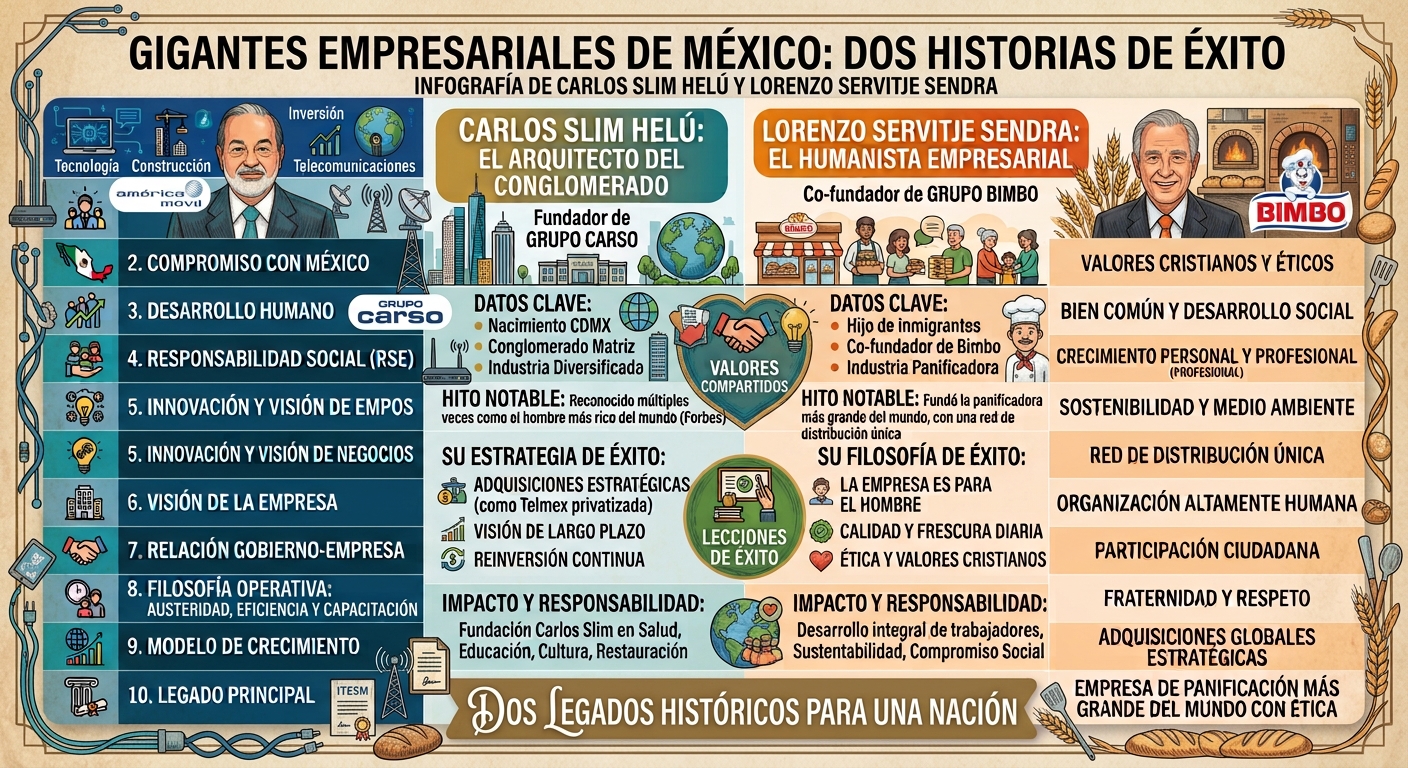 GIGANTES EMPRESARIALES DE MÉXICO: DOS HISTORIAS DE ÉXITO
INFOGRAFÍA DE CARLOS SLIM HELÚ Y LORENZO SERVITJE SENDRA
Inversión
Tecnología
Construcción
Telecomunicaciones
américa
móvil
2. COMPROMISO CON MÉXICO
3. DESARROLLO HUMANO
GRUPO
carso
4. RESPONSABILIDAD SOCIAL (RSE)
5. INNOVACIÓN Y VISIÓN DE EMPOS
5. INNOVACIÓN Y VISIÓN DE NEGOCIOS
6. VISIÓN DE LA EMPRESA
7. RELACIÓN GOBIERNO-EMPRESA
8. FILOSOFÍA OPERATIVA:
AUSTERIDAD, EFICIENCIA Y CAPACITACIÓN
9. MODELO DE CRECIMIENTO
10. LEGADO PRINCIPAL
ITESM
CARLOS SLIM HELÚ:
EL ARQUITECTO DEL
CONGLOMERADO
Fundador de
GRUPO CARSO
DATOS CLAVE:
Nacimiento CDMX
Conglomerado Matriz
Industria Diversificada
HITO NOTABLE: Reconocido múltiples
veces como ol hombre más rico del mundo (Forbes)
SU ESTRATEGIA DE ÉXITO:
ADQUISICIONES ESTRATÉGICAS
(como Telmex privatizada)
VISIÓN DE LARGO PLAZO
REINVERSIÓN CONTINUA
IMPACTO Y RESPONSABILIDAD:
Fundación Carlos Slim en Salud,
Educación, Cultura, Restauración
VALORES
COMPARTIDOS
LECCIONES
DE ÉXITO
LORENZO SERVITJE SENDRA:
EL HUMANISTA EMPRESARIAL
Co-fundador de GRUPO BIMBO
DATOS CLAVE:
Hijo de inmigrantes
Co-fundador de Bimbo
Industria Panificadora
HITO NOTABLE: Fundó la panificadora
más grande del mundo, con una red de
distribución única
SU FILOSOFÍA DE ÉXITO:
LA EMPRESA ES PARA
EL HOMBRE
CALIDAD Y FRESCURA DIARIA
ÉTICA Y VALORES CRISTIANOS
IMPACTO Y RESPONSABILIDAD:
Desarrollo integral de trabajadores,
Sustentabilidad, Compromiso Social
BIMBO
VALORES CRISTIANOS Y ÉTICOS
BIEN COMÚN Y DESARROLLO SOCIAL
CRECIMIENTO PERSONAL Y PROFESIONAL
(PROFESIONAL)
SOSTENIBILIDAD Y MEDIO AMBIENTE
RED DE DISTRIBUCIÓN ÚNICA
ORGANIZACIÓN ALTAMENTE HUMANA
PARTICIPACIÓN CIUDADANA
FRATERNIDAD Y RESPETO
ADQUISICIONES GLOBALES
ESTRATÉGICAS
EMPRESA DE PANIFICACIÓN MÁS
GRANDE DEL MUNDO CON ÉTICA
DOS LEGADOS HISTÓRICOS PARA UNA NACIÓN